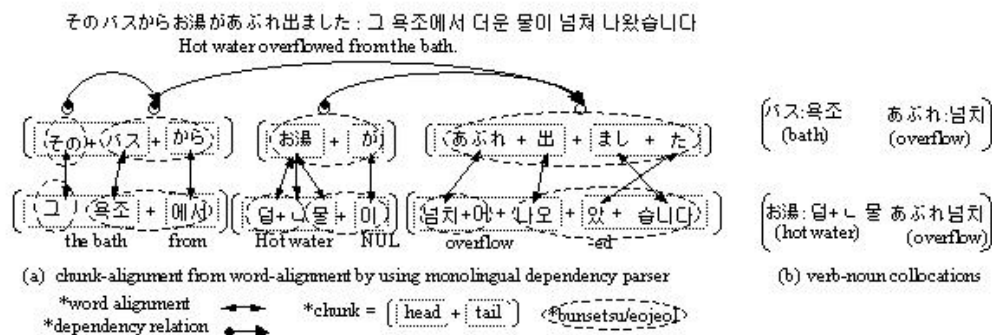 そのバスからお湯があぶれ出ました : 그 욕조에서 더운 물이 넘쳐 나왔습니다
Hot water overflowed from the bath.
その + バス + から お湯 + が あぶれ + 出 + まし + た
그 욕조 + 에서 덥 + ㄴ 물 + 이 넘치 + 어 + 나오 + 았 + 습니다
the bath from Hot water NUL overflow ed
(a) chunk-alignment from word-alignment by using monolingual dependency parser
*word alignment
*dependency relation
*chunk = head + tail *bunsetsu/eojeol
バス:욕조 あぶれ:넘치
(bath) (overflow)
お湯: 덥+ㄴ 물 あぶれ넘치
(hot water) (overflow)
(b) verb-noun collocations